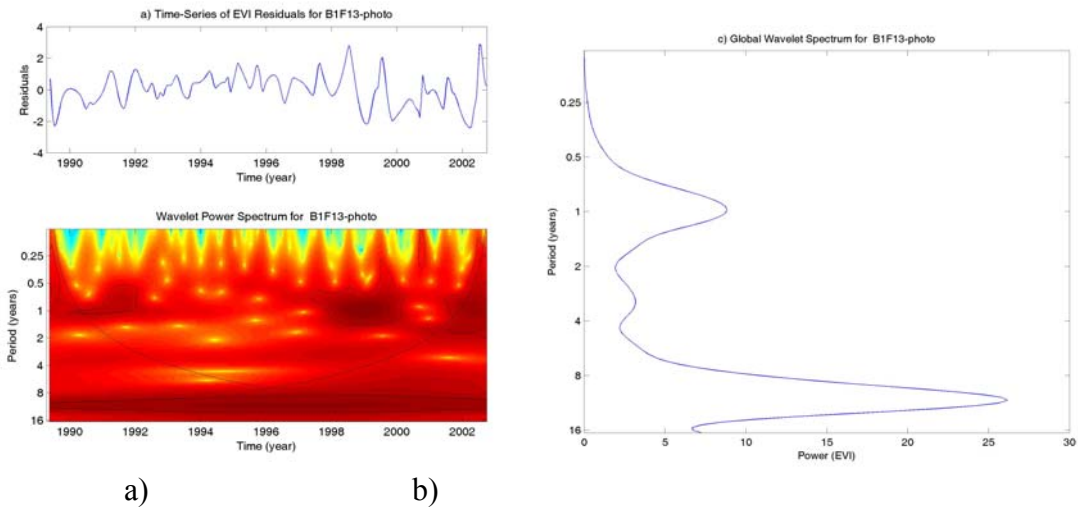 a) Time-Series of EVI Residuals for B1F13-photo
Residuals
4
2
0
-2
-4
1990 1992 1994 1996 1998 2000 2002
Time (year)
Wavelet Power Spectrum for B1F13-photo
Period (years)
0.25
0.5
1
2
4
8
16
1990 1992 1994 1996 1998 2000 2002
Time (year)
c) Global Wavelet Spectrum for B1F13-photo
Period (years)
0.25
0.5
1
2
4
8
16
0 5 10 15 20 25 30
Power (EVI)
a) b)